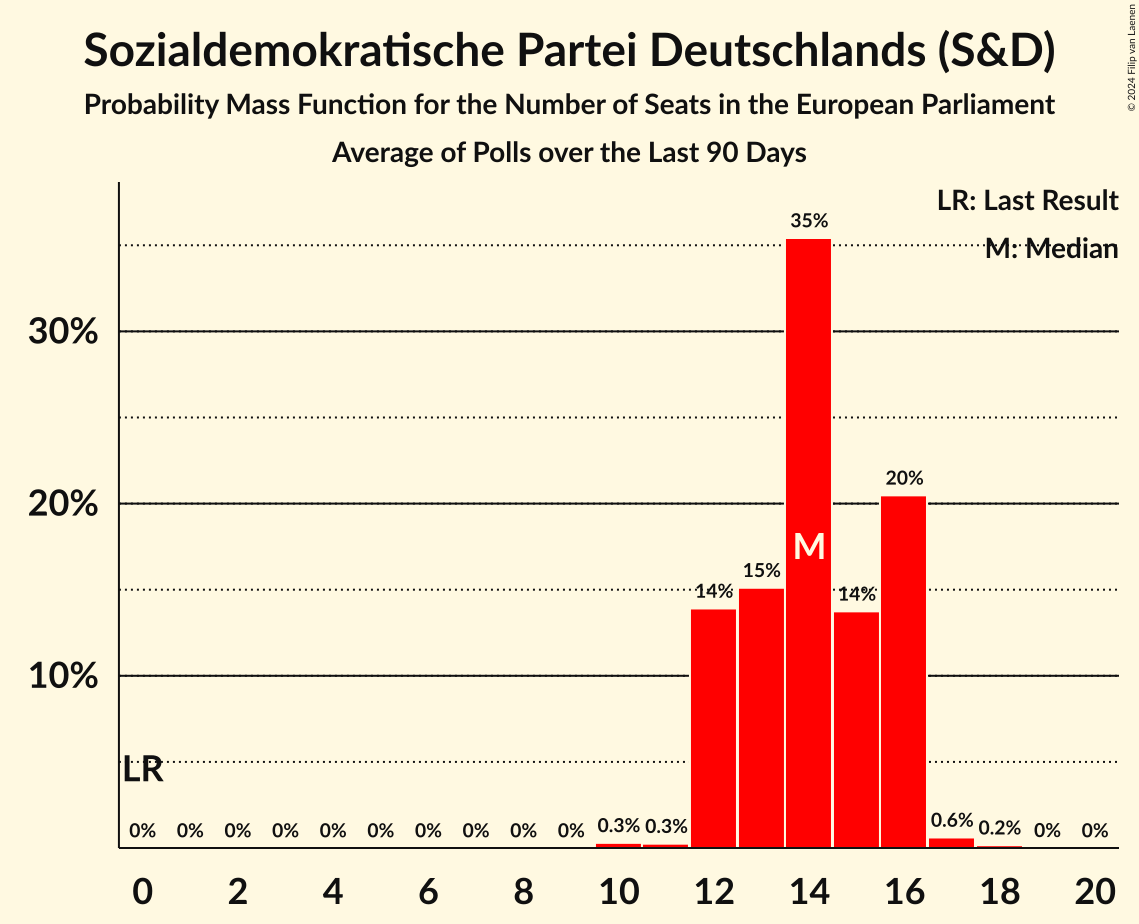 Sozialdemokratische Partei Deutschlands (S&D)
Probability Mass Function for the Number of Seats in the European Parliament
Average of Polls over the Last 90 Days
© 2024 Filip van Laenen
LR: Last Result
M: Median
35%
30%
20%
20%
M
15%
14%
14%
10%
LR
0% 0% 0% 0% 0% 0% 0% 0% 0% 0% 0.3% 0.3% 0.6% 0.2% 0% 0%
0 2 4 6 8 10 12 14 16 18 20